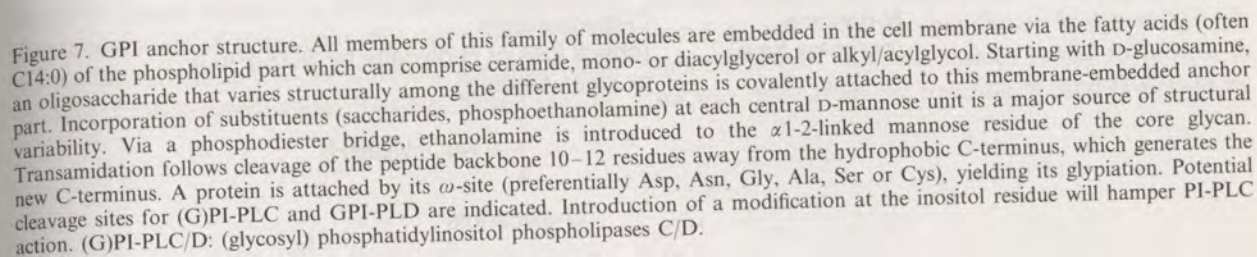 Figure 7. GPI anchor structure. All members of this family of molecules are embedded in the cell membrane via the fatty acids (often
C14:0) of the phospholipid part which can comprise ceramide, mono- or diacylglycerol or alkyl/acylglycol. Starting with D-glucosamine,
an oligosaccharide that varies structurally among the different glycoproteins is covalently attached to this membrane-embedded anchor
part. Incorporation of substituents (saccharides, phosphoethanolamine) at each central D-mannose unit is a major source of structural
variability. Via a phosphodiester bridge, ethanolamine is introduced to the α1-2-linked mannose residue of the core glycan.
Transamidation follows cleavage of the peptide backbone 10–12 residues away from the hydrophobic C-terminus, which generates the
new C-terminus. A protein is attached by its ω-site (preferentially Asp, Asn, Gly, Ala, Ser or Cys), yielding its glypiation. Potential
cleavage sites for (G)PI-PLC and GPI-PLD are indicated. Introduction of a modification at the inositol residue will hamper PI-PLC
action. (G)PI-PLC/D: (glycosyl) phosphatidylinositol phospholipases C/D.